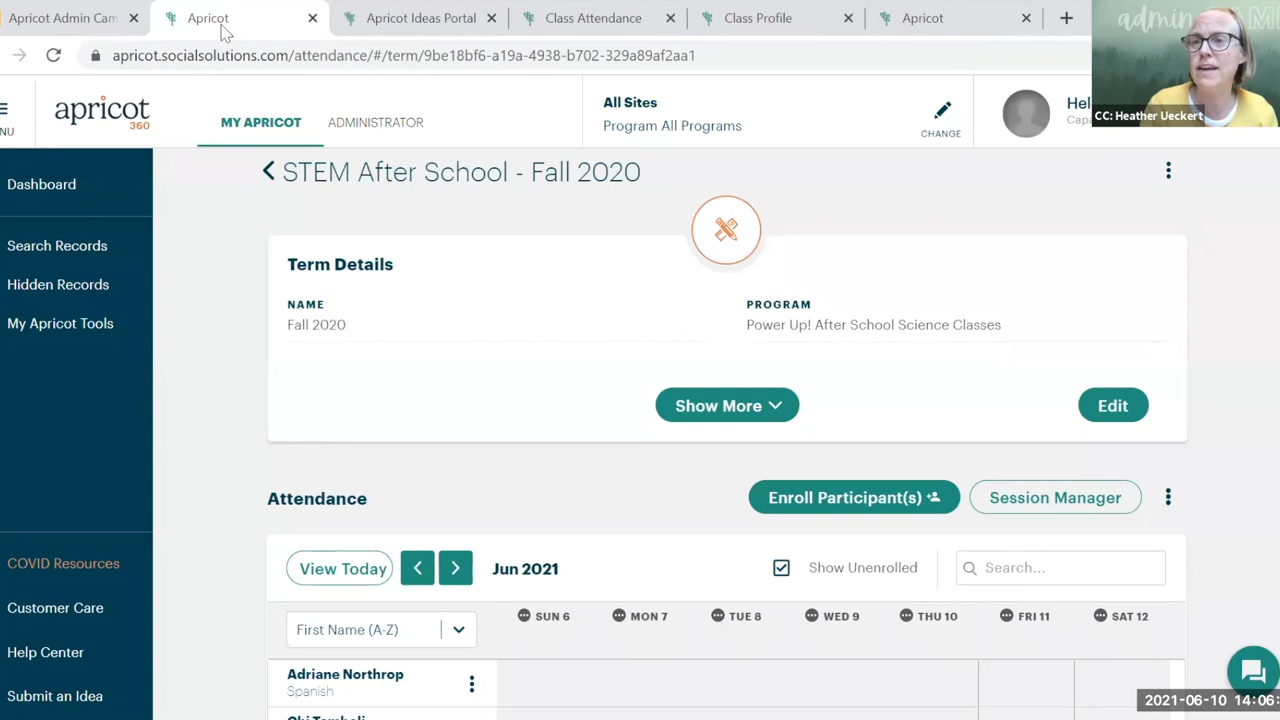 Apricot Admin Cam
Apricot
Apricot Ideas Portal
Class Attendance
Class Profile
Apricot
admin CAM
apricot.socialsolutions.com/attendance/#/term/9be18bf6-a19a-4938-b702-329a89af2aa1
CC: Heather Ueckert
NU
apricot
360
MY APRICOT
ADMINISTRATOR
All Sites
Program All Programs
CHANGE
Hel
Capa
Dashboard
Search Records
Hidden Records
My Apricot Tools
COVID Resources
Customer Care
Help Center
Submit an Idea
STEM After School - Fall 2020
Term Details
NAME
Fall 2020
PROGRAM
Power Up! After School Science Classes
Show More
Edit
Attendance
Enroll Participant(s)
Session Manager
View Today
Jun 2021
Show Unenrolled
Search...
First Name (A-Z)
SUN 6
MON 7
TUE 8
WED 9
THU 10
FRI 11
SAT 12
Adriane Northrop
Spanish
2021-06-10 14:06: